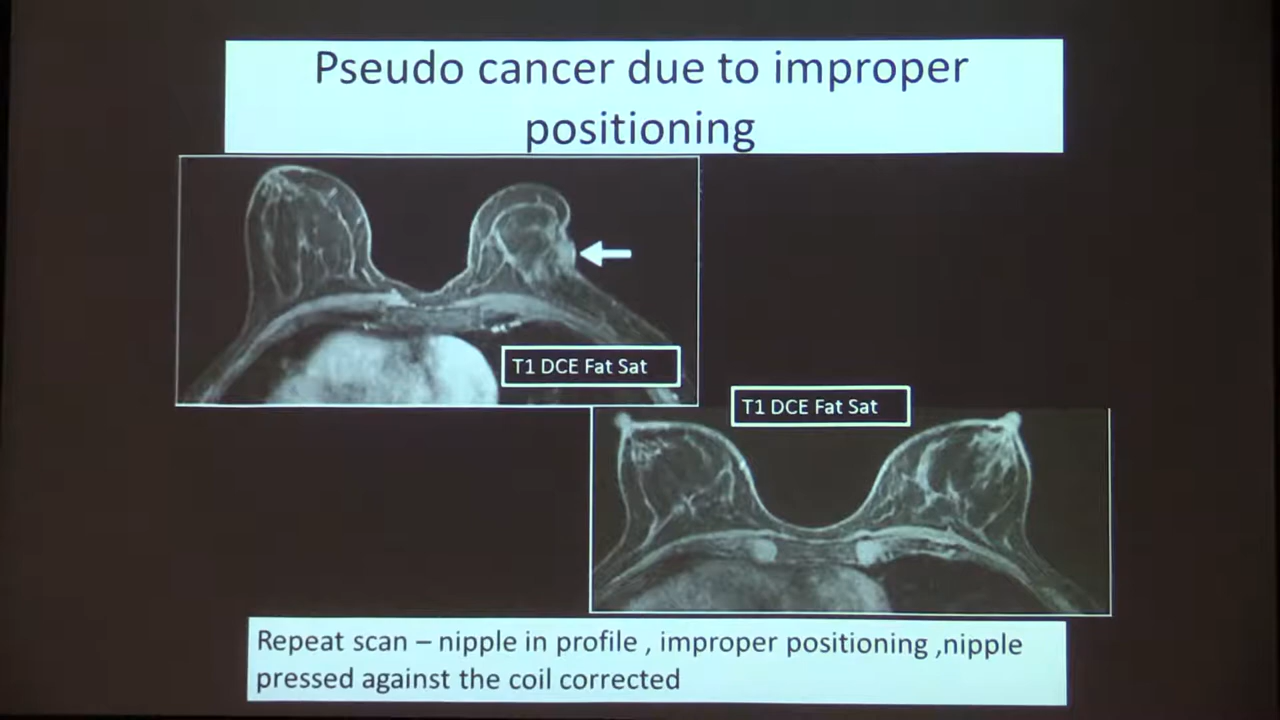 Pseudo cancer due to improper
positioning
T1 DCE Fat Sat
T1 DCE Fat Sat
Repeat scan – nipple in profile , improper positioning ,nipple
pressed against the coil corrected